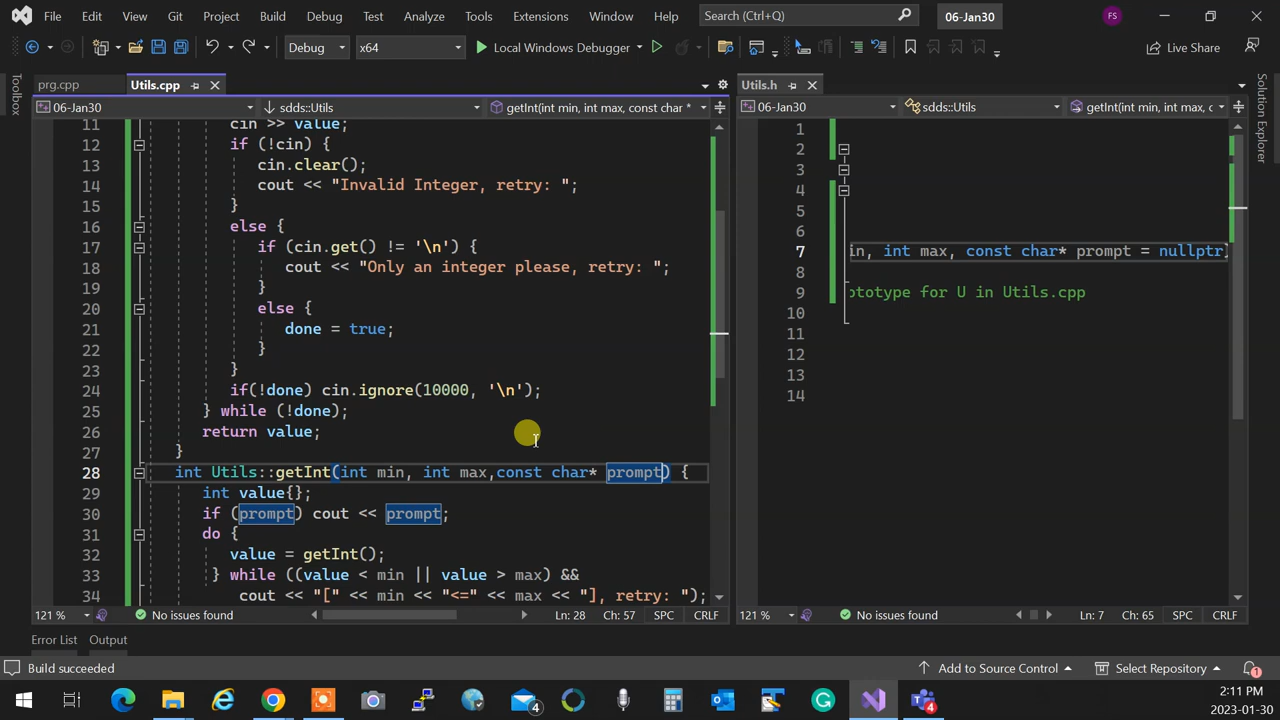 File Edit View Git Project Build Debug Test Analyze Tools Extensions Window Help Search (Ctrl+Q) 06-Jan30 FS
Debug x64 Local Windows Debugger Live Share
Toolbox
prg.cpp Utils.cpp
06-Jan30 sdds::Utils getInt(int min, int max, const char *
11 cin >> value;
12 if (!cin) {
13 cin.clear();
14 cout << "Invalid Integer, retry: ";
15 }
16 else {
17 if (cin.get() != '\n') {
18 cout << "Only an integer please, retry: ";
19 }
20 else {
21 done = true;
22 }
23 }
24 if(!done) cin.ignore(10000, '\n');
25 } while (!done);
26 return value;
27 }
28 int Utils::getInt(int min, int max,const char* prompt) {
29 int value{};
30 if (prompt) cout << prompt;
31 do {
32 value = getInt();
33 } while ((value < min || value > max) &&
34 cout << "[" << min << "<=" << max << "], retry: ");
121 % No issues found Ln: 28 Ch: 57 SPC CRLF
Utils.h
06-Jan30 sdds::Utils getInt(int min, int max, c
1
2
3
4
5
6
7 in, int max, const char* prompt = nullptr)
8
9 ototype for U in Utils.cpp
10
11
12
13
14
121 % No issues found Ln: 7 Ch: 65 SPC CRLF
Solution Explorer
Error List Output
Build succeeded Add to Source Control Select Repository 1
4 4 2:11 PM
2023-01-30